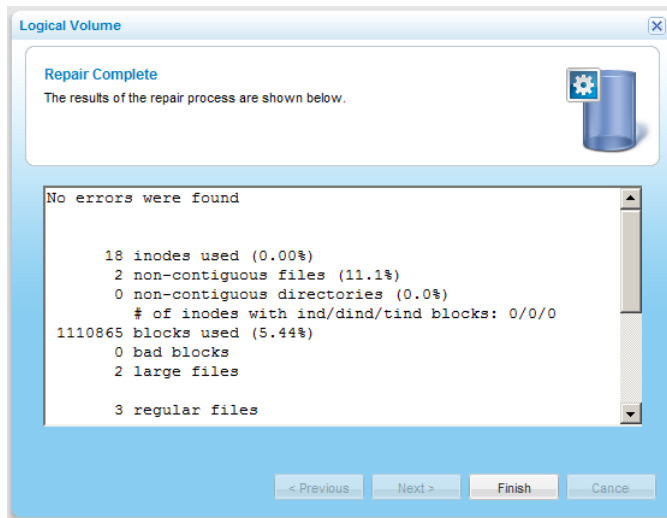 Logical Volume
Repair Complete
The results of the repair process are shown below.
No errors were found
18 inodes used (0.00%)
2 non-contiguous files (11.1%)
0 non-contiguous directories (0.0%)
# of inodes with ind/dind/tind blocks: 0/0/0
1110865 blocks used (5.44%)
0 bad blocks
2 large files
3 regular files
< Previous
Next >
Finish
Cance